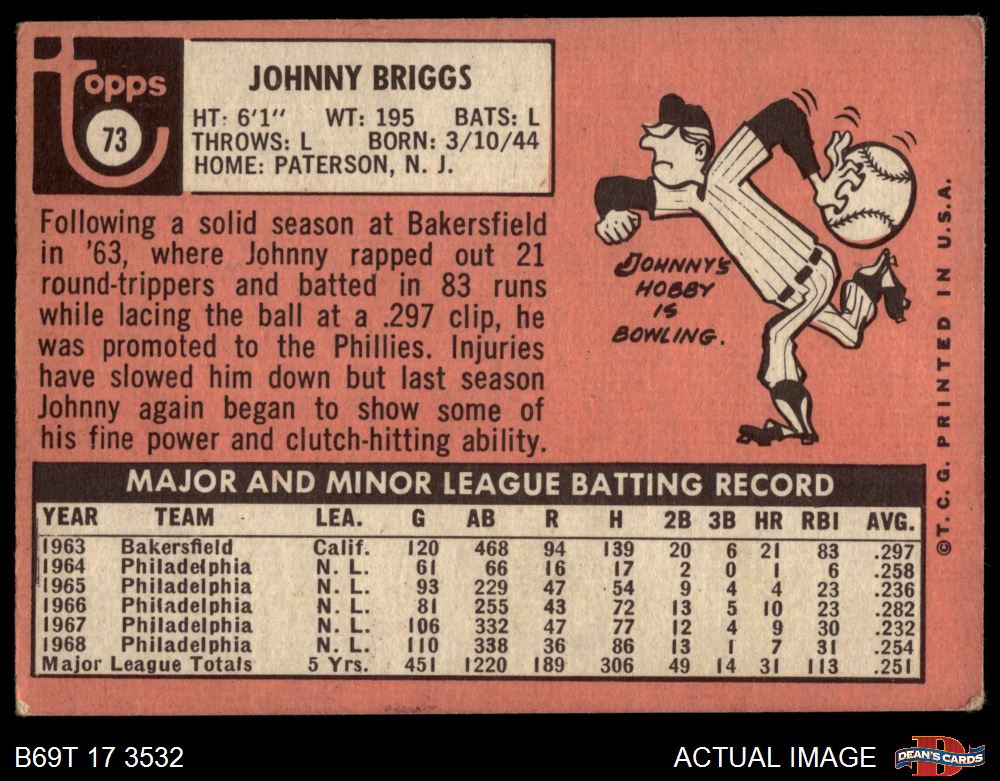 Topps
73
JOHNNY BRIGGS
HT: 6'1" WT: 195 BATS: L
THROWS: L BORN: 3/10/44
HOME: PATERSON, N. J.
Following a solid season at Bakersfield
in '63, where Johnny rapped out 21
round-trippers and batted in 83 runs
while lacing the ball at a .297 clip, he
was promoted to the Phillies. Injuries
have slowed him down but last season
Johnny again began to show some of
his fine power and clutch-hitting ability.
JOHNNY'S
HOBBY
IS
BOWLING.
©T. C. G. PRINTED IN U.S.A.
MAJOR AND MINOR LEAGUE BATTING RECORD
YEAR TEAM LEA. G AB R H 2B 3B HR RBI AVG.
1963 Bakersfield Calif. 120 468 94 139 20 6 21 83 .297
1964 Philadelphia N. L. 61 66 16 17 2 0 1 6 .258
1965 Philadelphia N. L. 93 229 47 54 9 4 4 23 .236
1966 Philadelphia N. L. 81 255 43 72 13 5 10 23 .282
1967 Philadelphia N. L. 106 332 47 77 12 4 9 30 .232
1968 Philadelphia N. L. 110 338 36 86 13 1 7 31 .254
Major League Totals 5 Yrs. 451 1220 189 306 49 14 31 113 .251
B69T 17 3532 ACTUAL IMAGE
D
DEAN'S CARDS